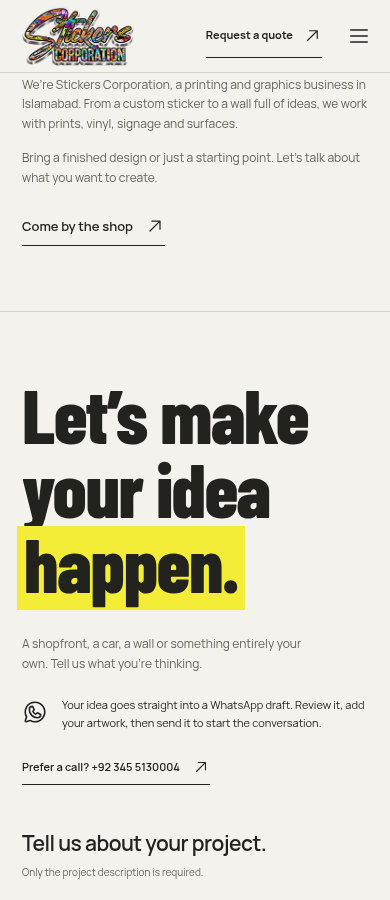 Stickers
CORPORATION
Request a quote
We're Stickers Corporation, a printing and graphics business in
Islamabad. From a custom sticker to a wall full of ideas, we work
with prints, vinyl, signage and surfaces.
Bring a finished design or just a starting point. Let's talk about
what you want to create.
Come by the shop
Let's make
your idea
happen.
A shopfront, a car, a wall or something entirely your
own. Tell us what you're thinking.
Your idea goes straight into a WhatsApp draft. Review it, add
your artwork, then send it to start the conversation.
Prefer a call? +92 345 5130004
Tell us about your project.
Only the project description is required.